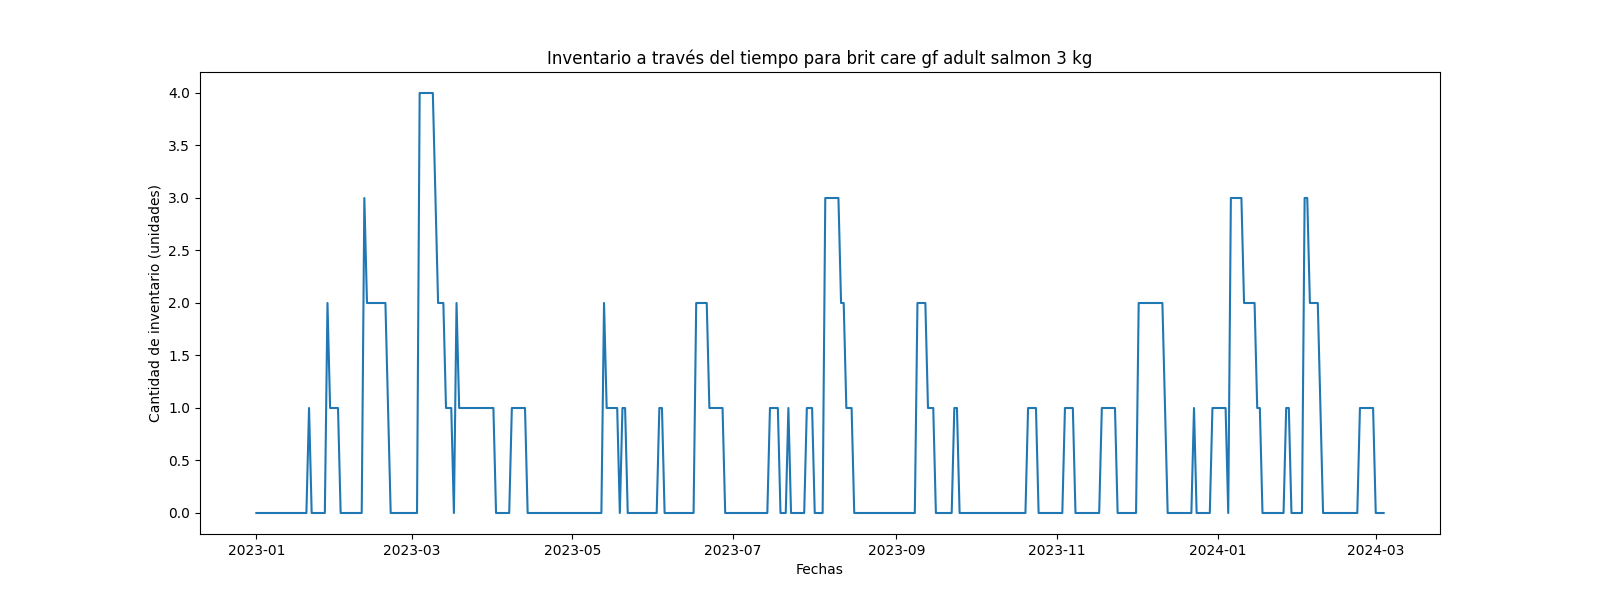 Inventario a través del tiempo para brit care gf adult salmon 3 kg
Cantidad de inventario (unidades)
4.0
3.5
3.0
2.5
2.0
1.5
1.0
0.5
0.0
2023-01 2023-03 2023-05 2023-07 2023-09 2023-11 2024-01 2024-03
Fechas